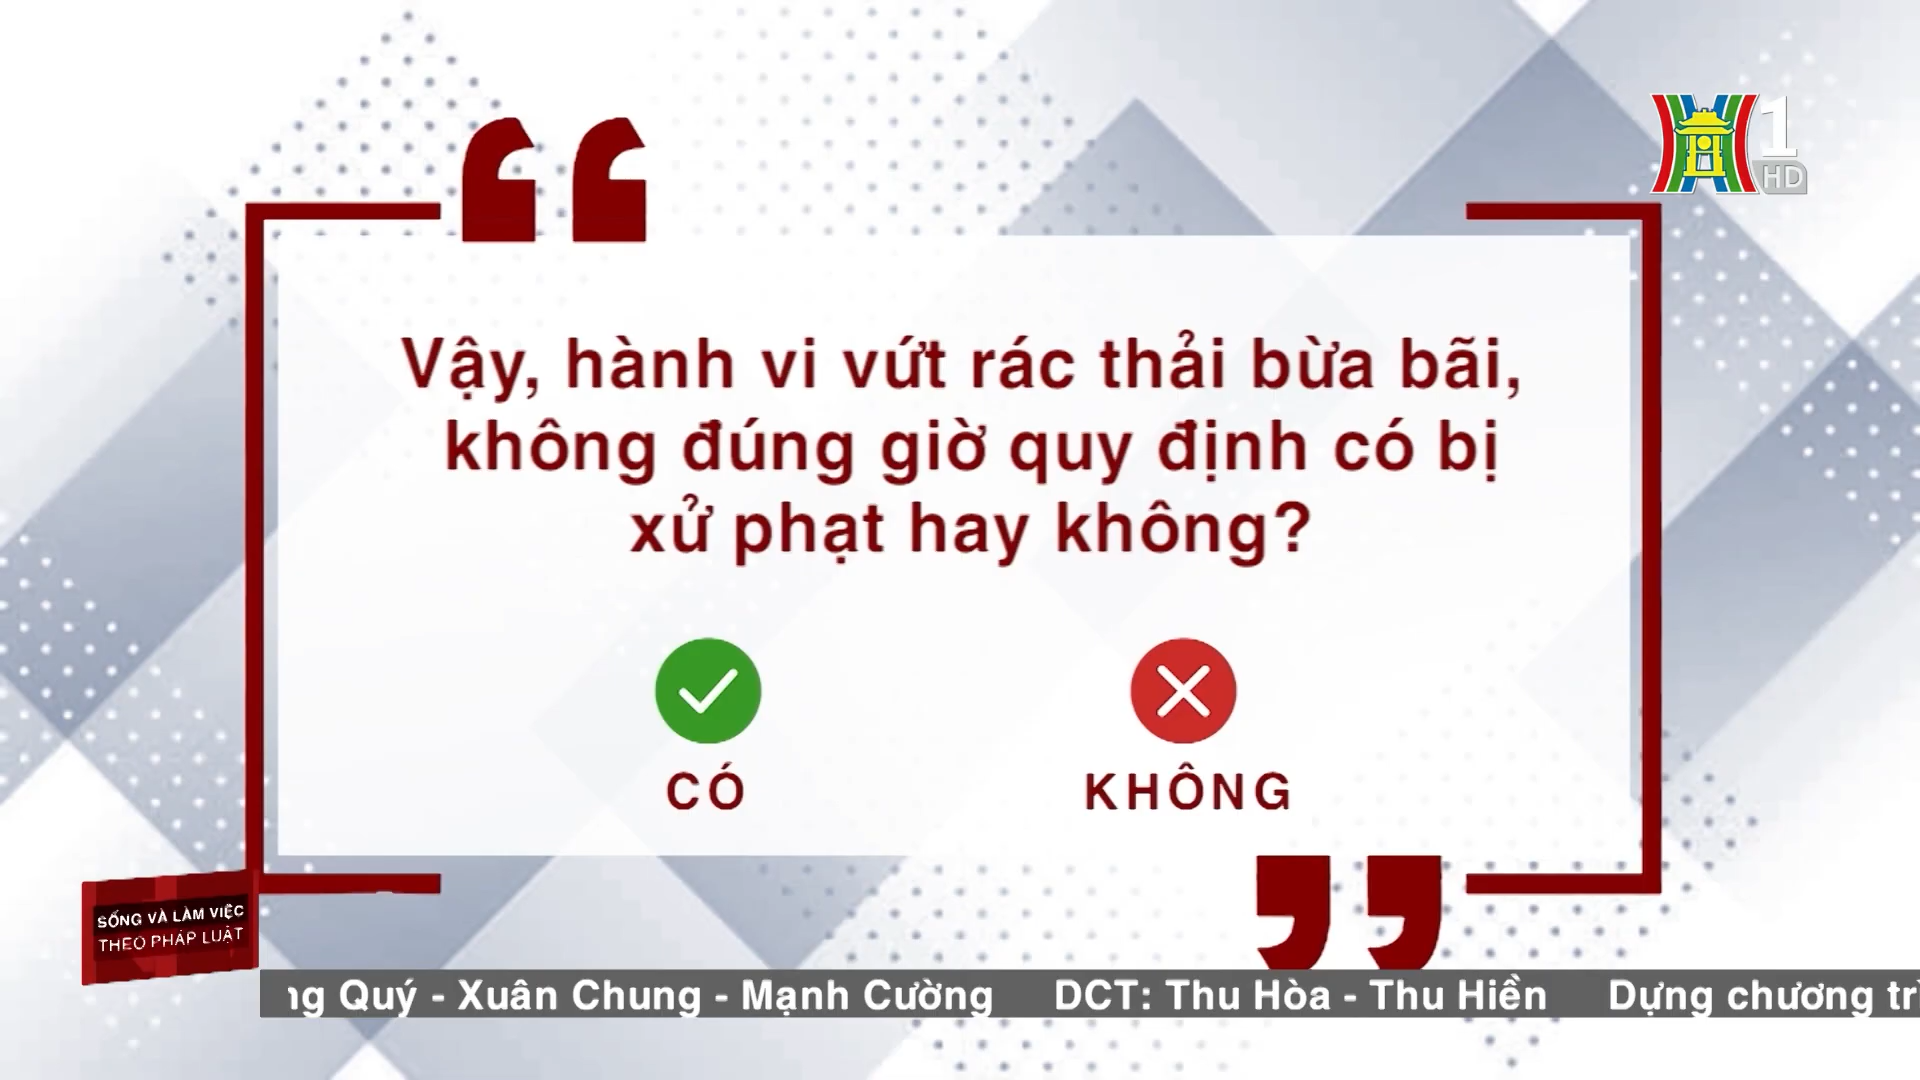 1
HD
Vậy, hành vi vứt rác thải bừa bãi,
không đúng giờ quy định có bị
xử phạt hay không?
CÓ
KHÔNG
SỐNG VÀ LÀM VIỆC
THEO PHÁP LUẬT
ng Quý - Xuân Chung - Mạnh Cường DCT: Thu Hòa - Thu Hiền Dựng chương tr